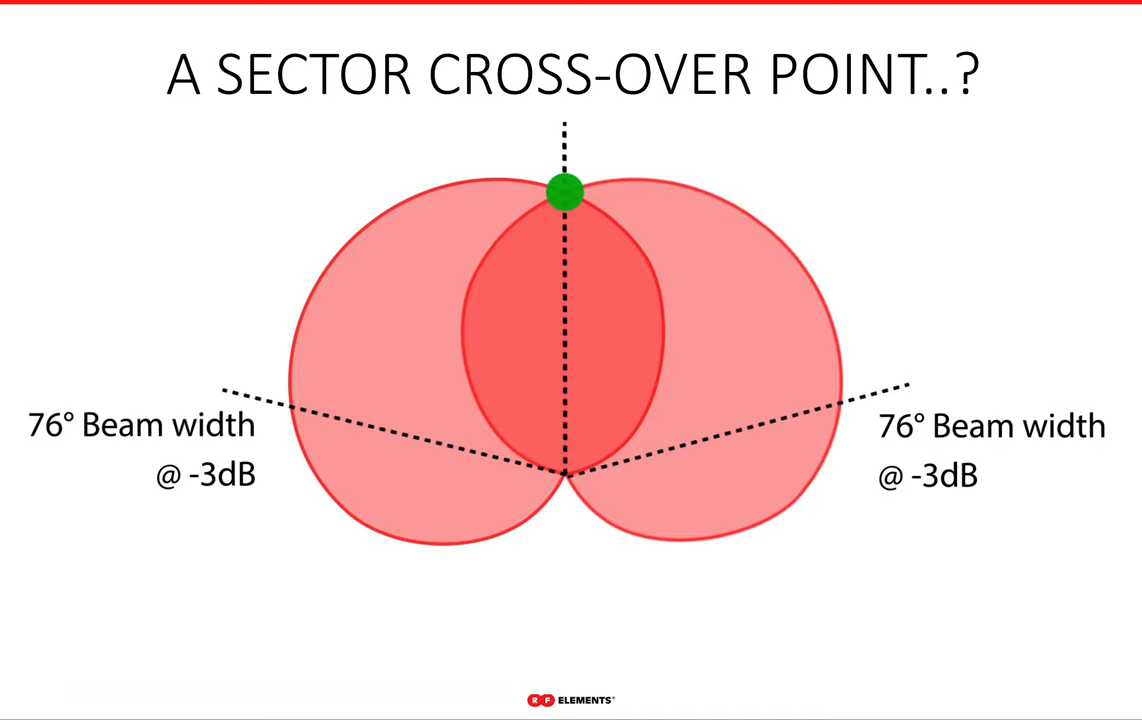 A SECTOR CROSS-OVER POINT..?
76° Beam width
@ -3dB
76° Beam width
@ -3dB
RF ELEMENTS®